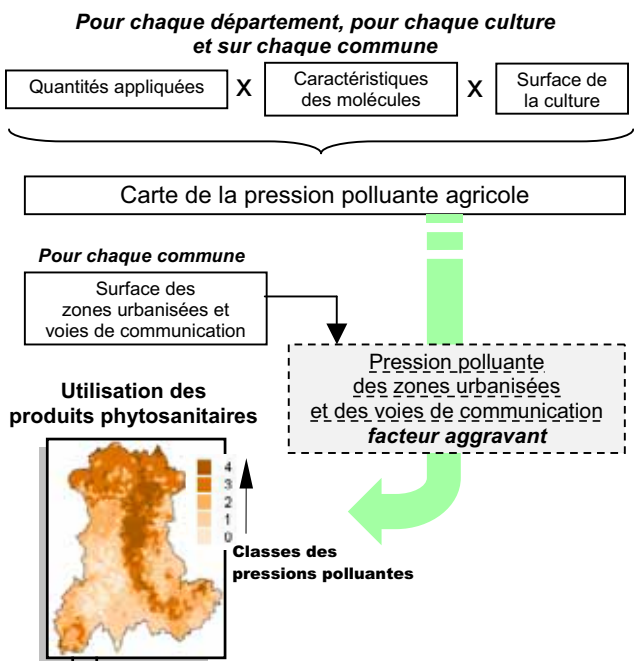 Pour chaque département, pour chaque culture
et sur chaque commune
Quantités appliquées X Caractéristiques des molécules X Surface de la culture
Carte de la pression polluante agricole
Pour chaque commune
Surface des
zones urbanisées et
voies de communication
Pression polluante
des zones urbanisées
et des voies de communication
facteur aggravant
Utilisation des
produits phytosanitaires
4
3
2
1
0
Classes des
pressions polluantes